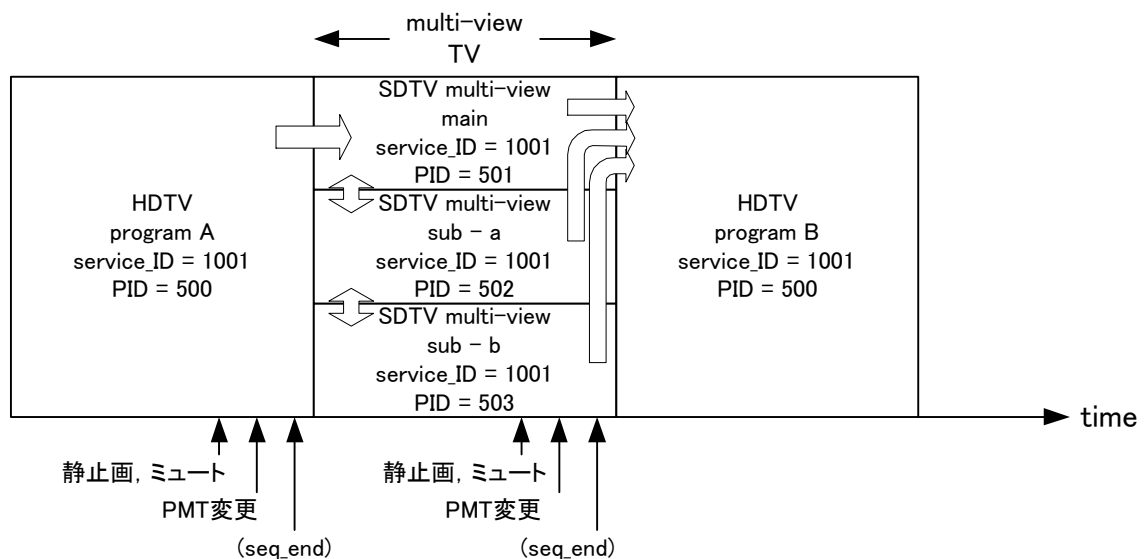 multi-view
TV
HDTV
program A
service_ID = 1001
PID = 500
SDTV multi-view
main
service_ID = 1001
PID = 501
SDTV multi-view
sub - a
service_ID = 1001
PID = 502
SDTV multi-view
sub - b
service_ID = 1001
PID = 503
HDTV
program B
service_ID = 1001
PID = 500
time
静止画, ミュート
PMT変更
(seq_end)
静止画, ミュート
PMT変更
(seq_end)